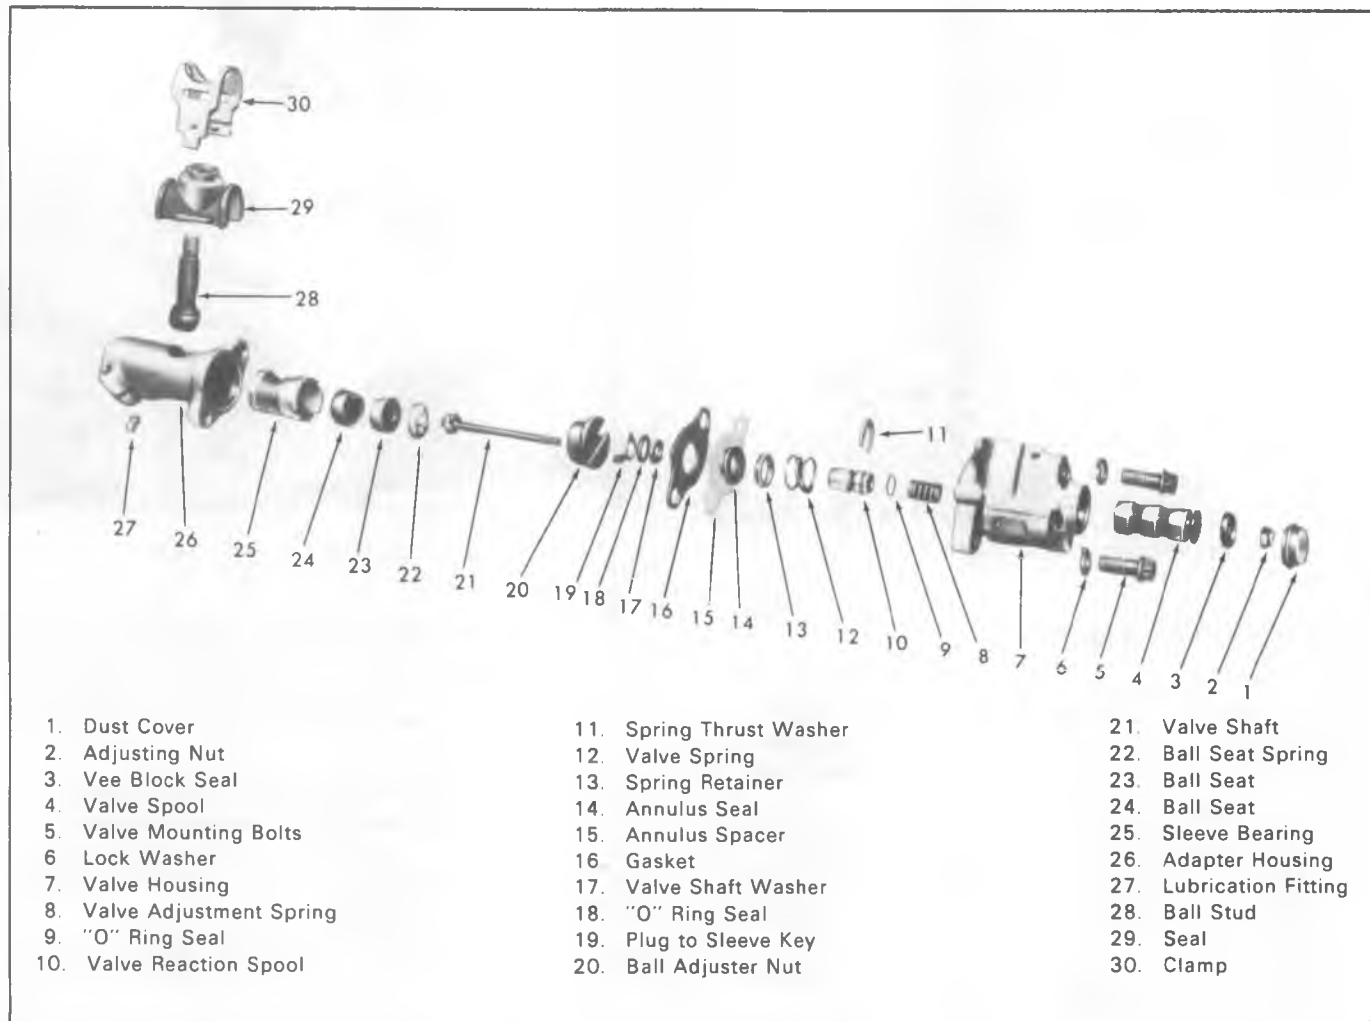 30
29
28
11
27
26
25
24
23
22
21
20
19
18
17
16
15
14
13
12
10
9
8
7
6
5
4
3
2
1
1. Dust Cover
2. Adjusting Nut
3. Vee Block Seal
4. Valve Spool
5. Valve Mounting Bolts
6 Lock Washer
7. Valve Housing
8. Valve Adjustment Spring
9. "O" Ring Seal
10. Valve Reaction Spool
11. Spring Thrust Washer
12. Valve Spring
13. Spring Retainer
14. Annulus Seal
15. Annulus Spacer
16. Gasket
17. Valve Shaft Washer
18. "O" Ring Seal
19. Plug to Sleeve Key
20. Ball Adjuster Nut
21. Valve Shaft
22. Ball Seat Spring
23. Ball Seat
24. Ball Seat
25. Sleeve Bearing
26. Adapter Housing
27. Lubrication Fitting
28. Ball Stud
29. Seal
30. Clamp